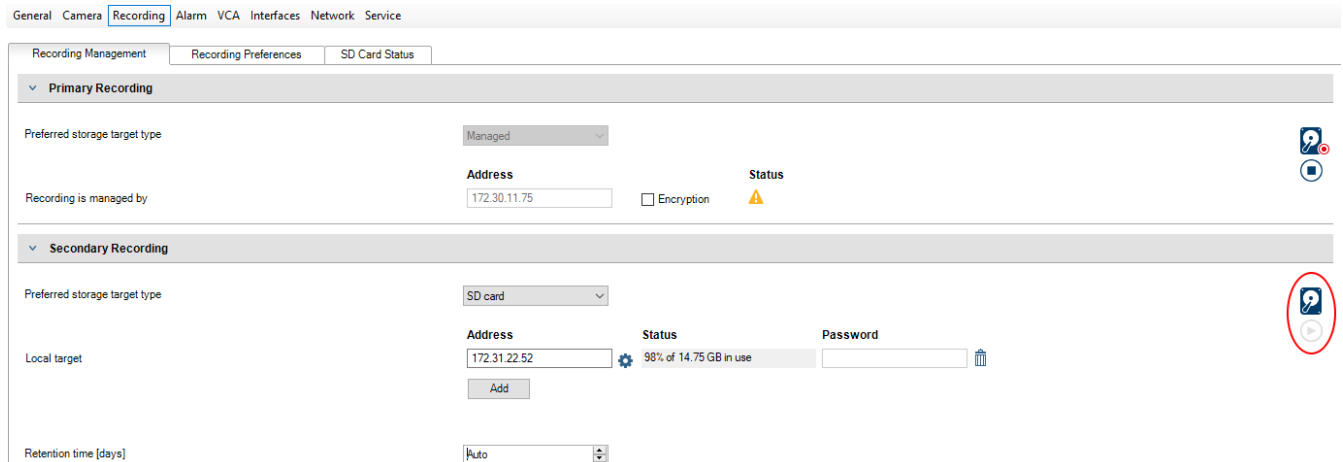 General Camera Recording Alarm VCA Interfaces Network Service
Recording Management Recording Preferences SD Card Status
Primary Recording
Preferred storage target type Managed
Address Status
Recording is managed by 172.30.11.75 Encryption
Secondary Recording
Preferred storage target type SD card
Address Status Password
Local target 172.31.22.52 98% of 14.75 GB in use
Add
Retention time [days] Auto